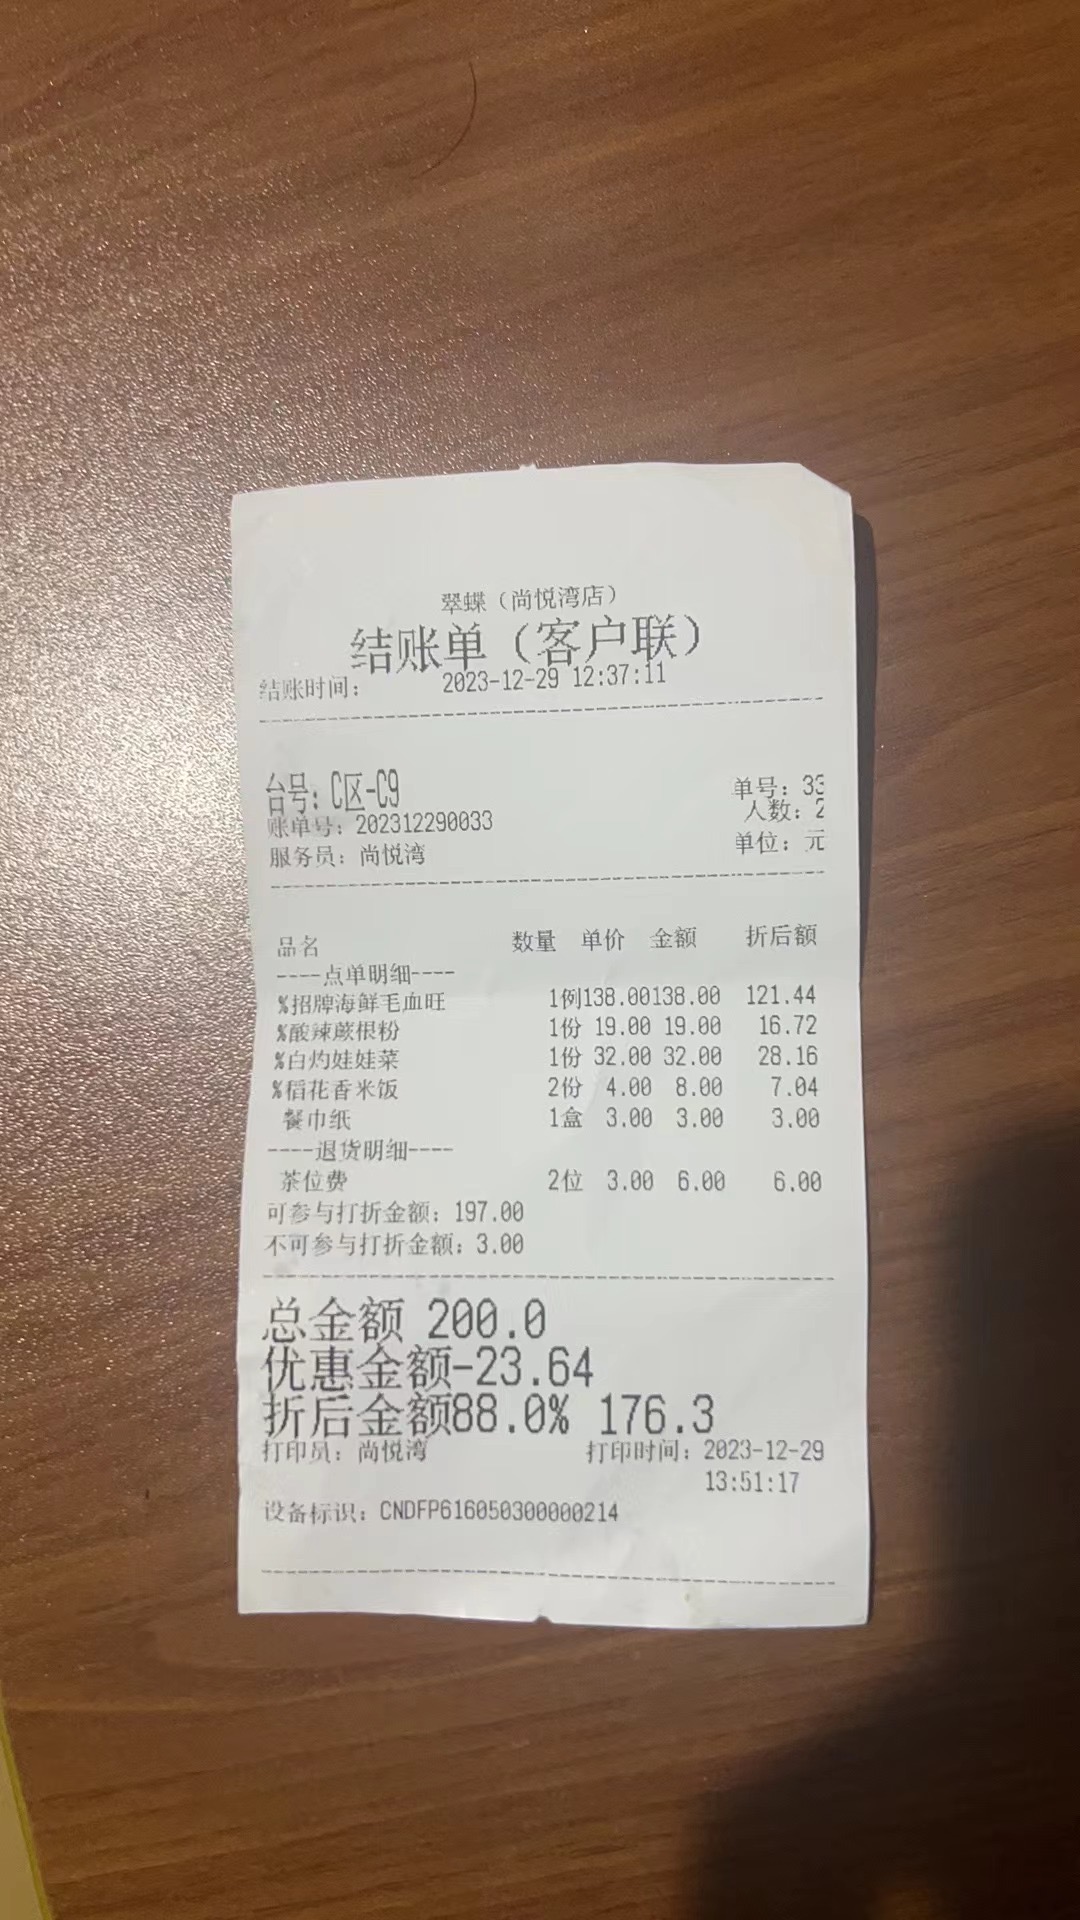 翠蝶（尚悦湾店）
结账单（客户联）
结账时间： 2023-12-29 12:37:11
台号：C区-C9
单号：33
人数：2
账单号：202312290033
服务员：尚悦湾 单位：元
品名 数量 单价 金额 折后额
----点单明细----
%招牌海鲜毛血旺 1例138.00138.00 121.44
%酸辣蕨根粉 1份 19.00 19.00 16.72
%白灼娃娃菜 1份 32.00 32.00 28.16
%稻花香米饭 2份 4.00 8.00 7.04
餐巾纸 1盒 3.00 3.00 3.00
----退货明细----
茶位费 2位 3.00 6.00 6.00
可参与打折金额：197.00
不可参与打折金额：3.00
总金额 200.0
优惠金额-23.64
折后金额88.0% 176.3
打印员：尚悦湾 打印时间：2023-12-29
13:51:17
设备标识：CNDFP616050300000214